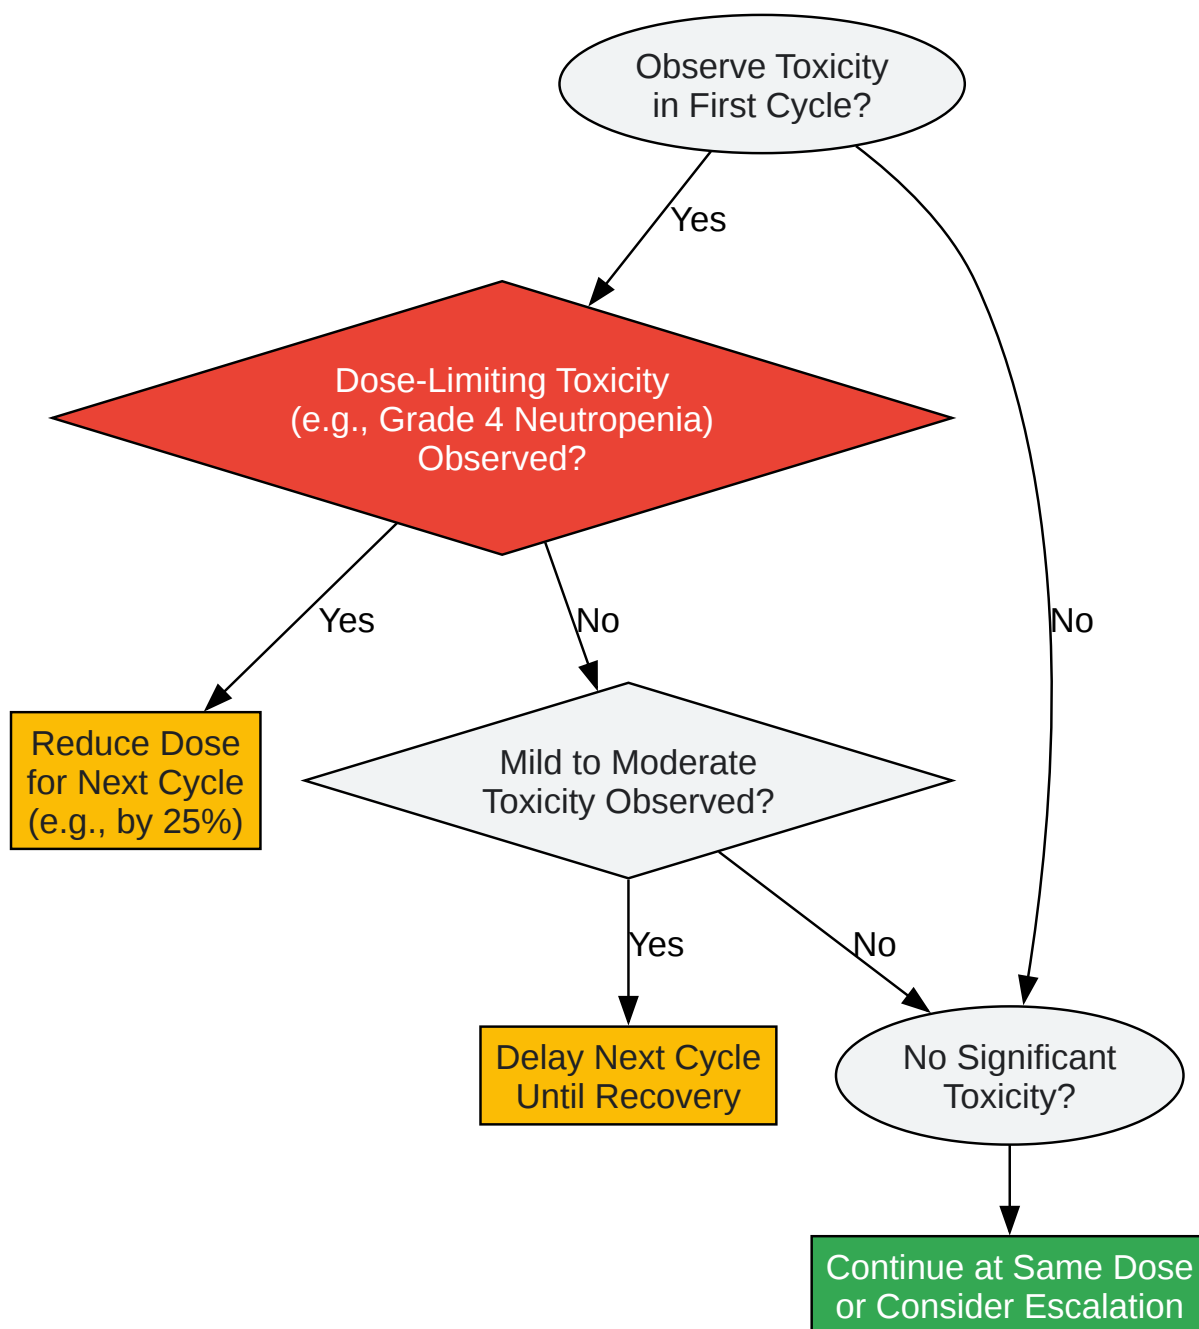 Observe Toxicity
in First Cycle?
Yes
Dose-Limiting Toxicity
(e.g., Grade 4 Neutropenia)
Observed?
Yes
No
No
Reduce Dose
for Next Cycle
(e.g., by 25%)
Mild to Moderate
Toxicity Observed?
Yes
No
Delay Next Cycle
Until Recovery
No Significant
Toxicity?
Continue at Same Dose
or Consider Escalation